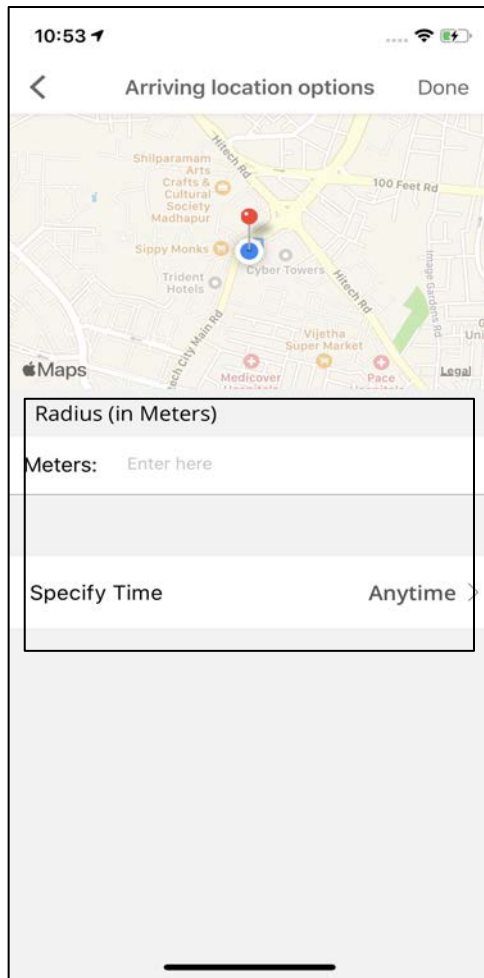 10:53
Arriving location options Done
Hitech Rd
Shilparamam
Arts
Crafts &
Cultural
Society
Madhapur
100 Feet Rd
Sippy Monks
Cyber Towers
Trident
Hotels
Hitech Rd
Image Gardens Rd
Vijetha
Super Market
tech City Main Rd
Maps
Medicover
Pace
Legal
Radius (in Meters)
Meters: Enter here
Specify Time Anytime